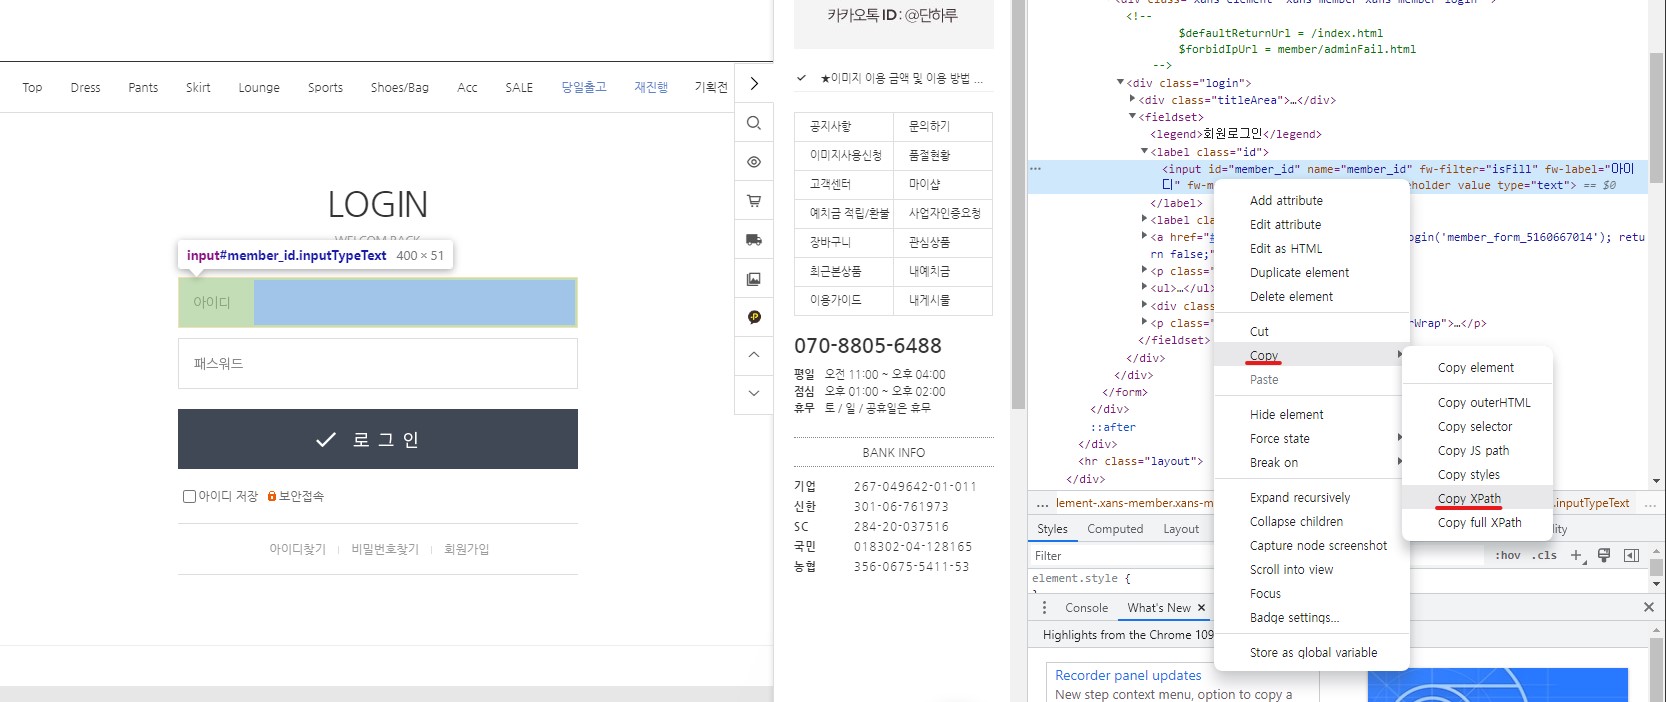 Top Dress Pants Skirt Lounge Sports Shoes/Bag Acc SALE 당일출고 재진행 기획전
LOGIN
WELCOM BACK
input#member_id.inputTypeText 400 × 51
아이디
패스워드
로 그 인
아이디 저장 보안접속
아이디찾기 비밀번호찾기 회원가입
카카오톡 ID : @단하루
★이미지 이용 금액 및 이용 방법 ...
공지사항 문의하기
이미지사용신청 품절현황
고객센터 마이샵
예치금 적립/환불 사업자인증요청
장바구니 관심상품
최근본상품 내예치금
이용가이드 내게시물
070-8805-6488
평일 오전 11:00 ~ 오후 04:00
점심 오후 01:00 ~ 오후 02:00
휴무 토 / 일 / 공휴일은 휴무
BANK INFO
기업 267-049642-01-011
신한 301-06-761973
SC 284-20-037516
국민 018302-04-128165
농협 356-0675-5411-53
<!--
$defaultReturnUrl = /index.html
$forbidIpUrl = member/adminFail.html
-->
<div class="login">
<div class="titleArea">…</div>
<fieldset>
<legend>회원로그인</legend>
<label class="id">
<input id="member_id" name="member_id" fw-filter="isFill" fw-label="아이
디" fw-m holder value type="text"> == $0
</label>
<label cla
<a href="# ogin('member_form_5160667014'); retu
rn false;"
<p class="
<ul>…</ul>
<div class
<p class=" rWrap">…</p>
</fieldset>
</div>
</div>
</form>
</div>
::after
</div>
<hr class="layout">
</div>
... lement-.xans-member.xans-m .inputTypeText ...
Styles Computed Layout lity
Filter :hov .cls
element.style {
Console What's New
Highlights from the Chrome 109
Recorder panel updates
New step context menu, option to copy a
Add attribute
Edit attribute
Edit as HTML
Duplicate element
Delete element
Cut
Copy
Paste
Hide element
Force state
Break on
Expand recursively
Collapse children
Capture node screenshot
Scroll into view
Focus
Badge settings...
Store as global variable
Copy element
Copy outerHTML
Copy selector
Copy JS path
Copy styles
Copy XPath
Copy full XPath